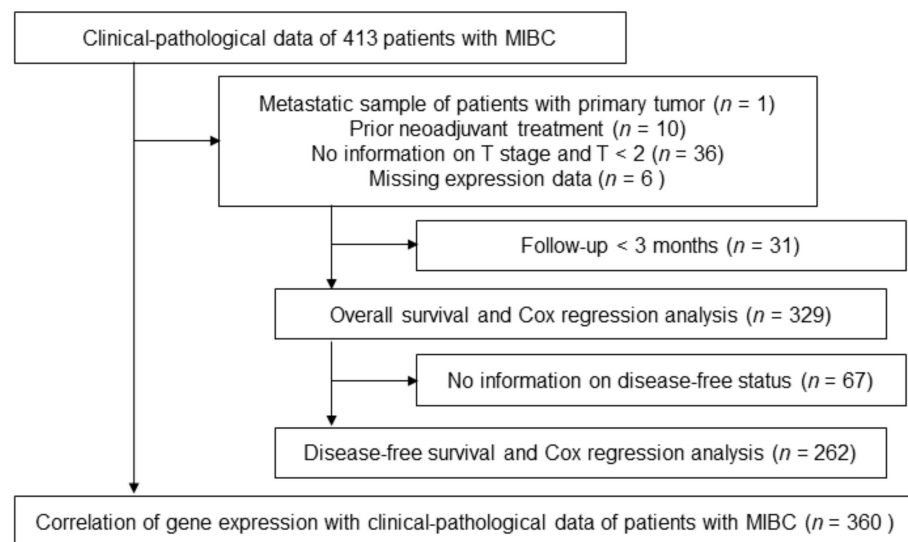 Clinical-pathological data of 413 patients with MIBC
Metastatic sample of patients with primary tumor (n = 1)
Prior neoadjuvant treatment (n = 10)
No information on T stage and T < 2 (n = 36)
Missing expression data (n = 6 )
Follow-up < 3 months (n = 31)
Overall survival and Cox regression analysis (n = 329)
No information on disease-free status (n = 67)
Disease-free survival and Cox regression analysis (n = 262)
Correlation of gene expression with clinical-pathological data of patients with MIBC (n = 360 )